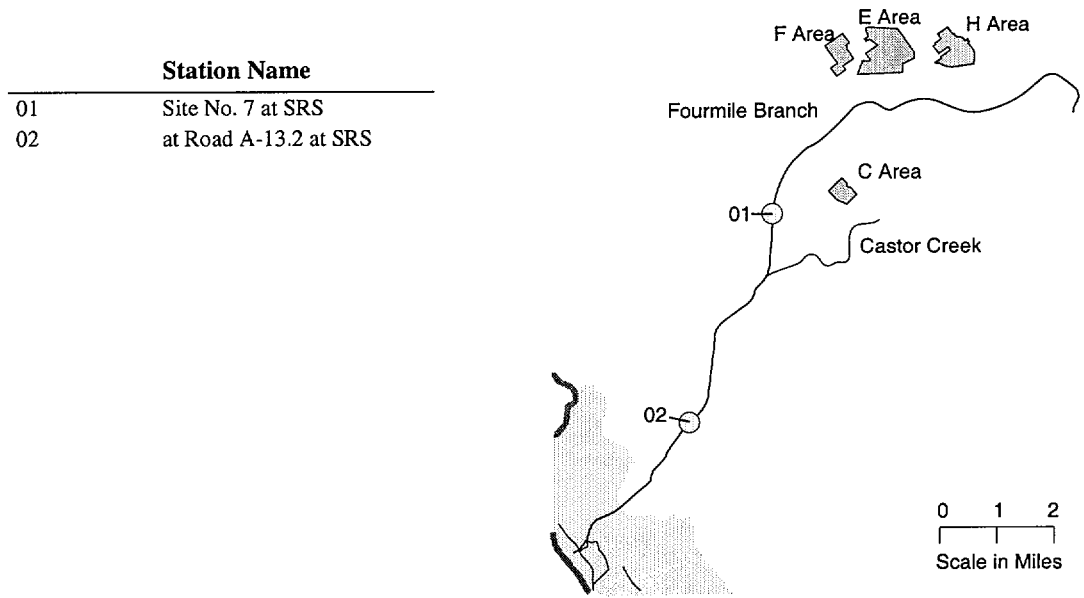 Station Name
01 Site No. 7 at SRS
02 at Road A-13.2 at SRS
F Area
E Area
H Area
Fourmile Branch
C Area
01
Castor Creek
02
0 1 2
Scale in Miles